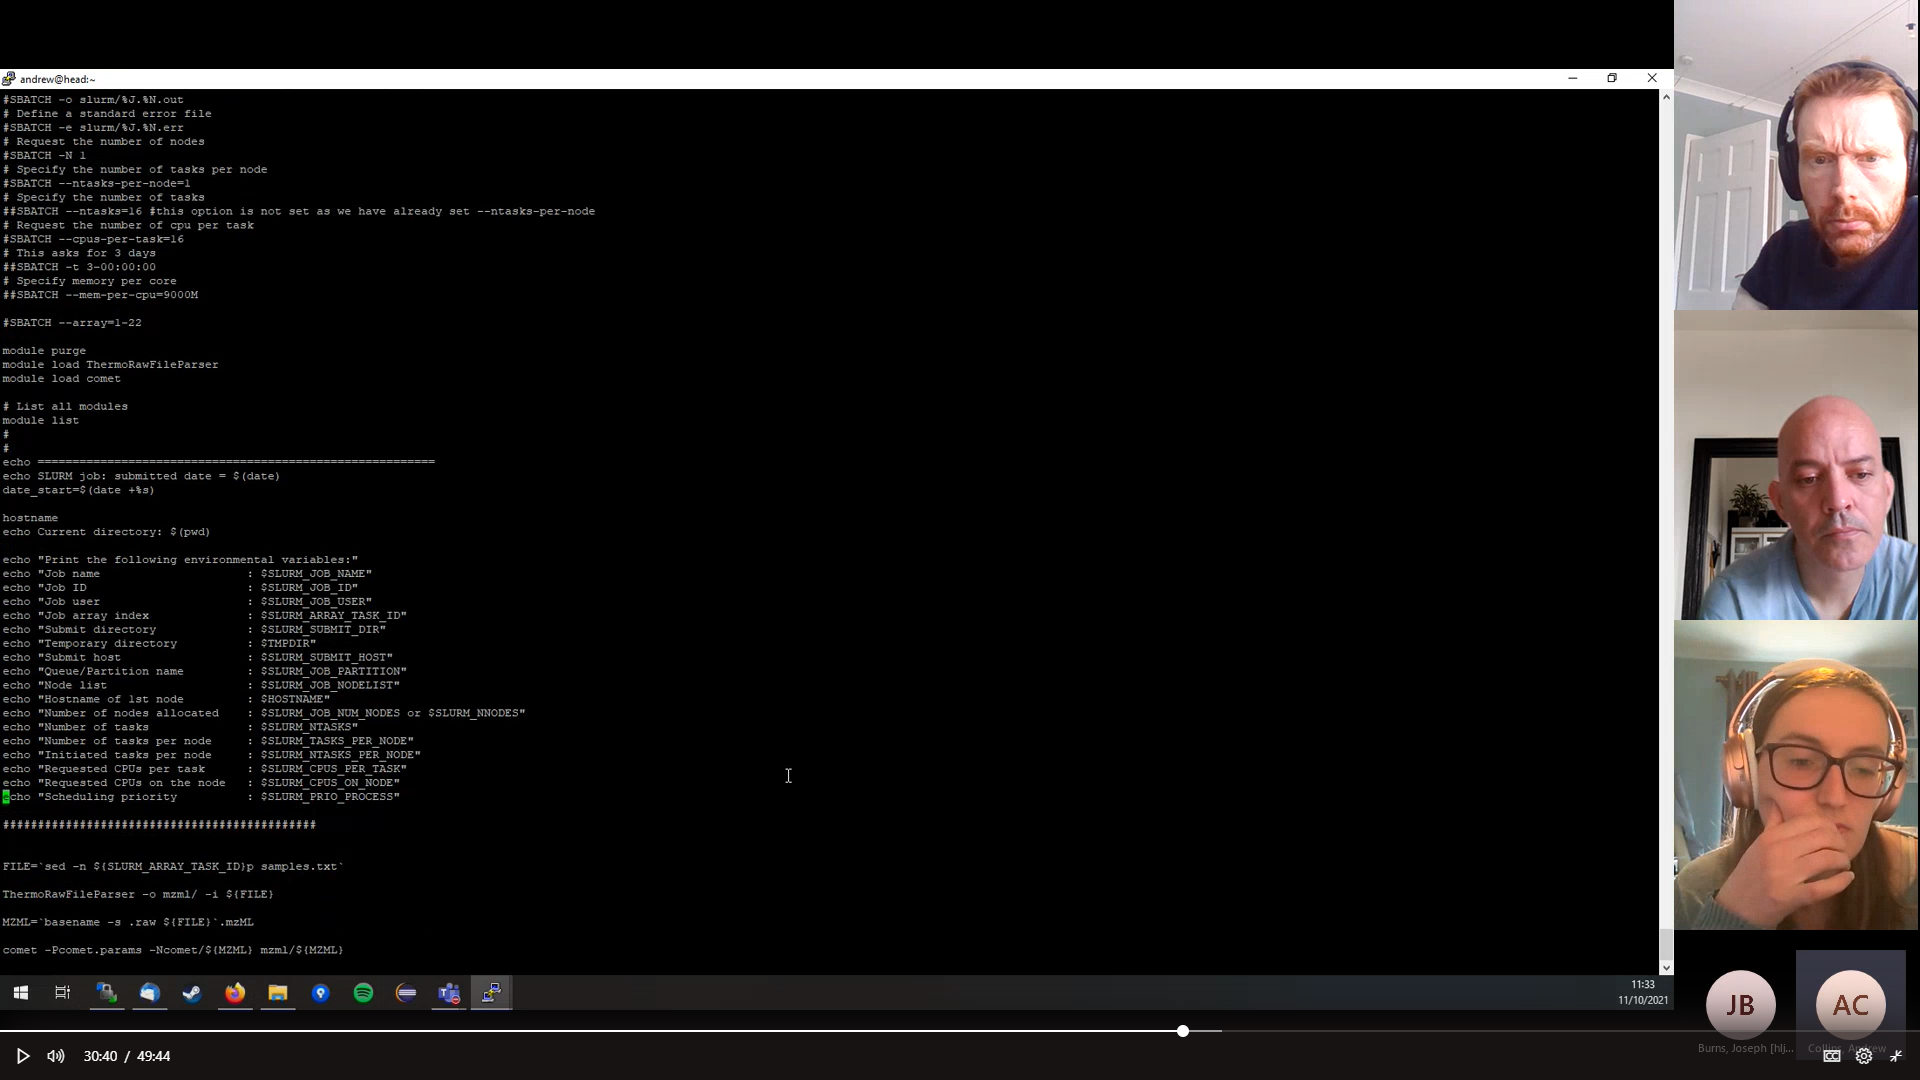 andrew@head:~
#SBATCH -o slurm/%J.%N.out
# Define a standard error file
#SBATCH -e slurm/%J.%N.err
# Request the number of nodes
#SBATCH -N 1
# Specify the number of tasks per node
#SBATCH --ntasks-per-node=1
# Specify the number of tasks
##SBATCH --ntasks=16 #this option is not set as we have already set --ntasks-per-node
# Request the number of cpu per task
#SBATCH --cpus-per-task=16
# This asks for 3 days
##SBATCH -t 3-00:00:00
# Specify memory per core
##SBATCH --mem-per-cpu=9000M
#SBATCH --array=1-22
module purge
module load ThermoRawFileParser
module load comet
# List all modules
module list
#
#
echo =========================================================
echo SLURM job: submitted date = $(date)
date_start=$(date +%s)
hostname
echo Current directory: $(pwd)
echo "Print the following environmental variables:"
echo "Job name                     : $SLURM_JOB_NAME"
echo "Job ID                       : $SLURM_JOB_ID"
echo "Job user                     : $SLURM_JOB_USER"
echo "Job array index              : $SLURM_ARRAY_TASK_ID"
echo "Submit directory             : $SLURM_SUBMIT_DIR"
echo "Temporary directory          : $TMPDIR"
echo "Submit host                  : $SLURM_SUBMIT_HOST"
echo "Queue/Partition name         : $SLURM_JOB_PARTITION"
echo "Node list                    : $SLURM_JOB_NODELIST"
echo "Hostname of 1st node         : $HOSTNAME"
echo "Number of nodes allocated    : $SLURM_JOB_NUM_NODES or $SLURM_NNODES"
echo "Number of tasks              : $SLURM_NTASKS"
echo "Number of tasks per node     : $SLURM_TASKS_PER_NODE"
echo "Initiated tasks per node     : $SLURM_NTASKS_PER_NODE"
echo "Requested CPUs per task      : $SLURM_CPUS_PER_TASK"
echo "Requested CPUs on the node   : $SLURM_CPUS_ON_NODE"
echo "Scheduling priority          : $SLURM_PRIO_PROCESS"
#############################################
FILE=`sed -n ${SLURM_ARRAY_TASK_ID}p samples.txt`
ThermoRawFileParser -o mzml/ -i ${FILE}
MZML=`basename -s .raw ${FILE}`.mzML
comet -Pcomet.params -Ncomet/${MZML} mzml/${MZML}
11:33
11/10/2021
JB
AC
Burns, Joseph [hlj...
Collins, Andrew
30:40 / 49:44
CC